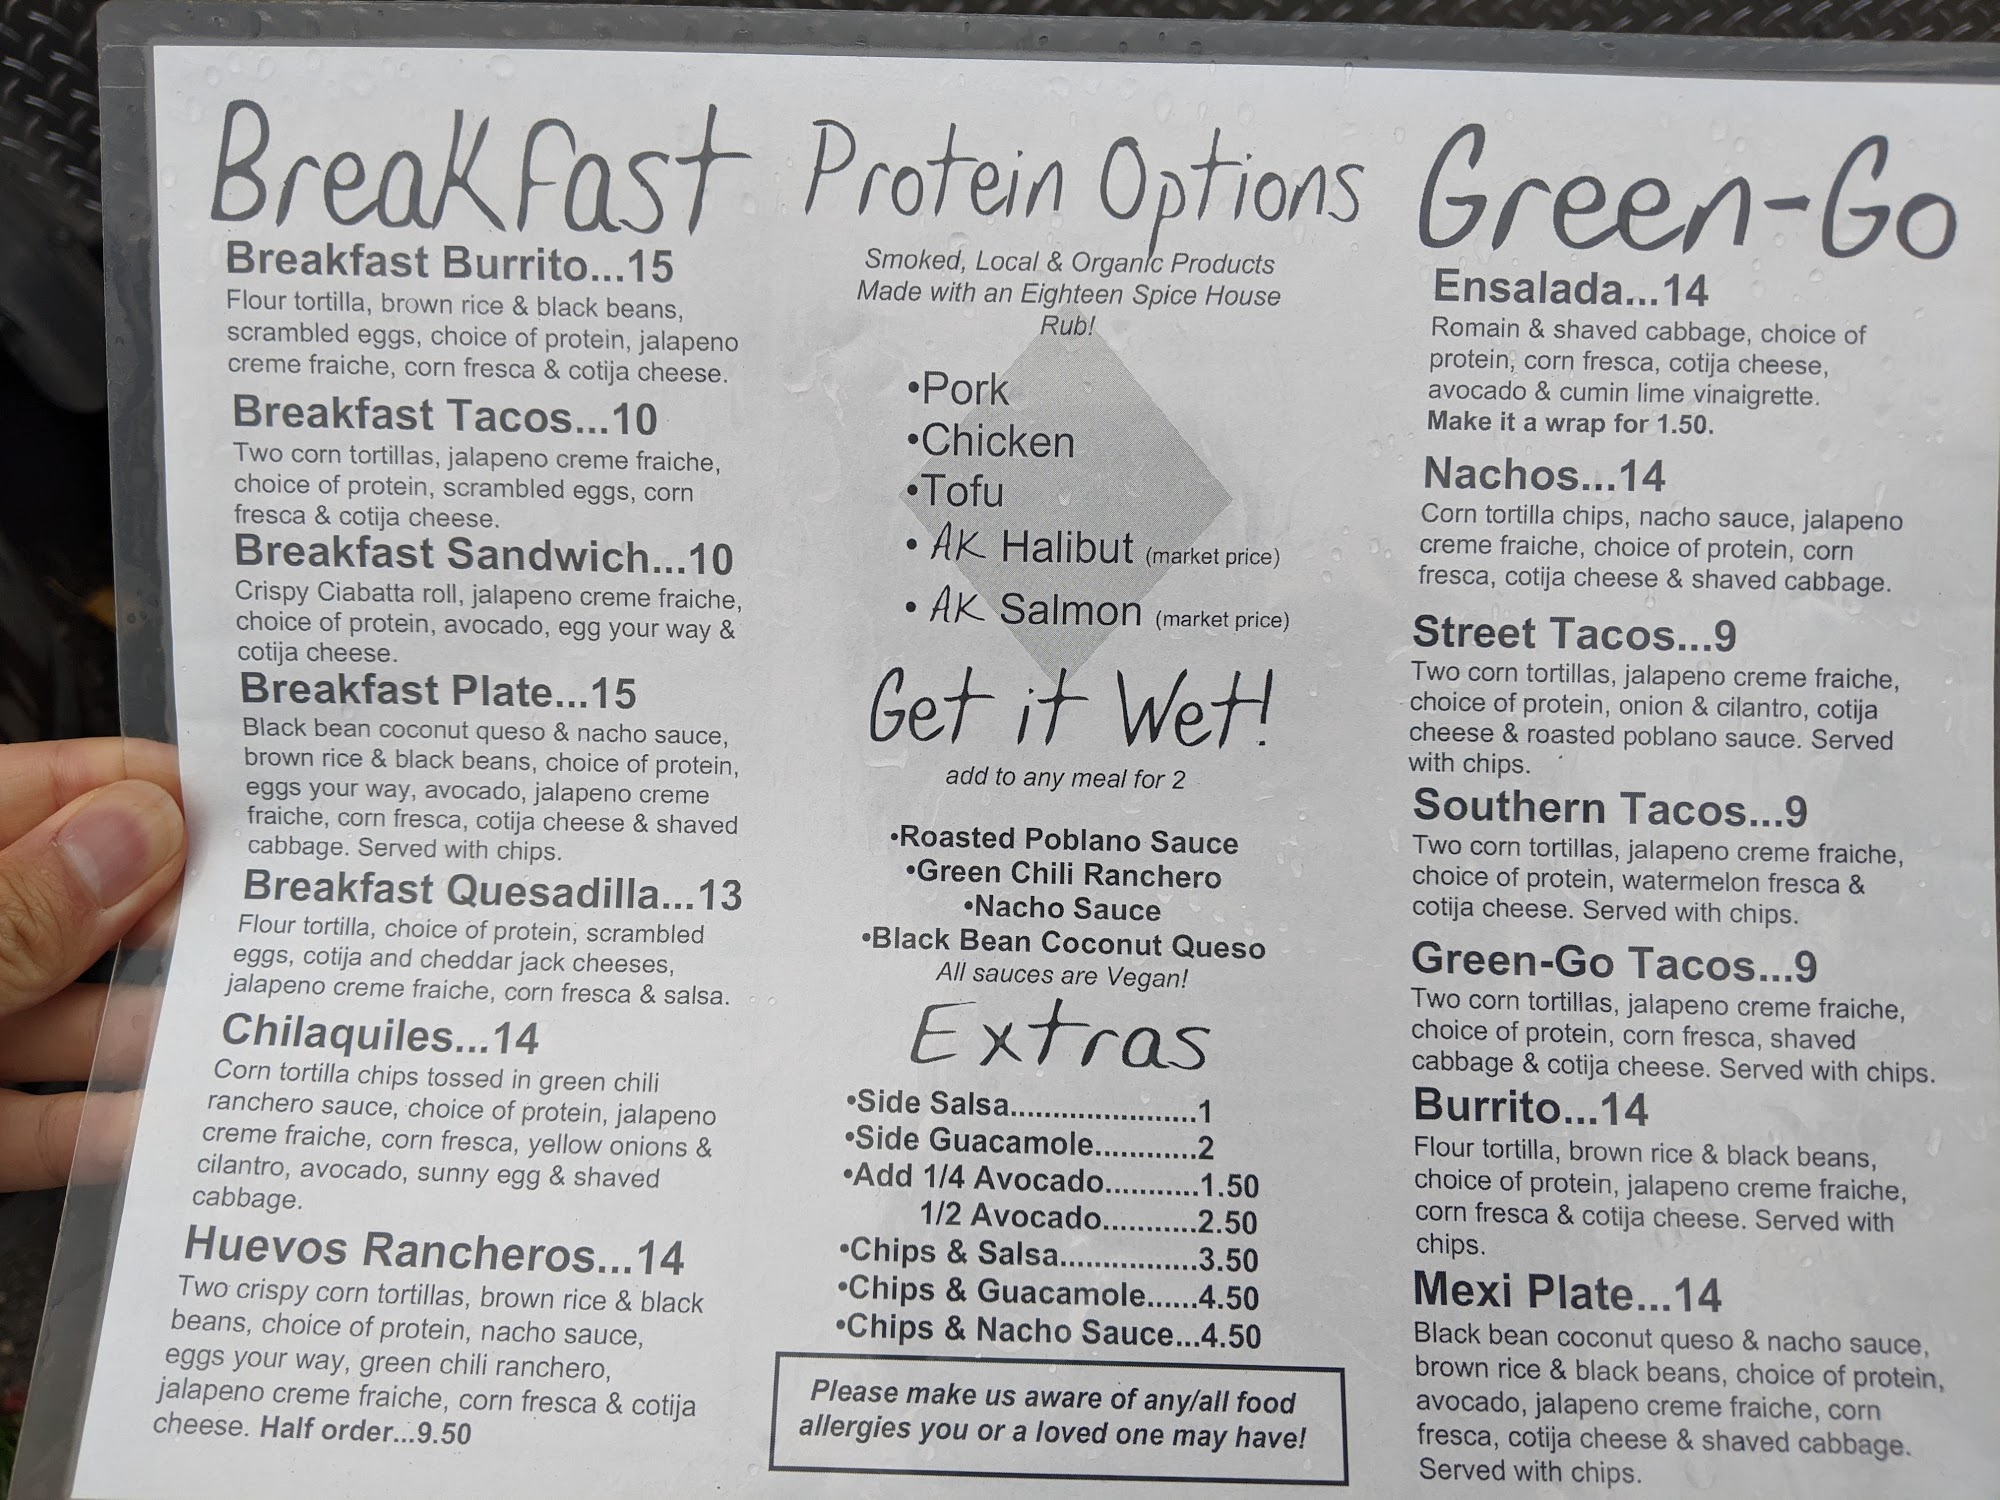 Breakfast
Breakfast Burrito...15
Flour tortilla, brown rice & black beans,
scrambled eggs, choice of protein, jalapeno
creme fraiche, corn fresca & cotija cheese.
Breakfast Tacos...10
Two corn tortillas, jalapeno creme fraiche,
choice of protein, scrambled eggs, corn
fresca & cotija cheese.
Breakfast Sandwich...10
Crispy Ciabatta roll, jalapeno creme fraiche,
choice of protein, avocado, egg your way &
cotija cheese.
Breakfast Plate...15
Black bean coconut queso & nacho sauce,
brown rice & black beans, choice of protein,
eggs your way, avocado, jalapeno creme
fraiche, corn fresca, cotija cheese & shaved
cabbage. Served with chips.
Breakfast Quesadilla...13
Flour tortilla, choice of protein, scrambled
eggs, cotija and cheddar jack cheeses,
jalapeno creme fraiche, corn fresca & salsa.
Chilaquiles...14
Corn tortilla chips tossed in green chili
ranchero sauce, choice of protein, jalapeno
creme fraiche, corn fresca, yellow onions &
cilantro, avocado, sunny egg & shaved
cabbage.
Huevos Rancheros...14
Two crispy corn tortillas, brown rice & black
beans, choice of protein, nacho sauce,
eggs your way, green chili ranchero,
jalapeno creme fraiche, corn fresca & cotija
cheese. Half order...9.50
Protein Options
Smoked, Local & Organic Products
Made with an Eighteen Spice House
Rub!
•Pork
•Chicken
•Tofu
• AK Halibut (market price)
• AK Salmon (market price)
Get it Wet!
add to any meal for 2
•Roasted Poblano Sauce
•Green Chili Ranchero
•Nacho Sauce
•Black Bean Coconut Queso
All sauces are Vegan!
Extras
•Side Salsa......................1
•Side Guacamole............2
•Add 1/4 Avocado...........1.50
1/2 Avocado...........2.50
•Chips & Salsa................3.50
•Chips & Guacamole......4.50
•Chips & Nacho Sauce...4.50
Please make us aware of any/all food
allergies you or a loved one may have!
Green-Go
Ensalada...14
Romain & shaved cabbage, choice of
protein, corn fresca, cotija cheese,
avocado & cumin lime vinaigrette.
Make it a wrap for 1.50.
Nachos...14
Corn tortilla chips, nacho sauce, jalapeno
creme fraiche, choice of protein, corn
fresca, cotija cheese & shaved cabbage.
Street Tacos...9
Two corn tortillas, jalapeno creme fraiche,
choice of protein, onion & cilantro, cotija
cheese & roasted poblano sauce. Served
with chips.
Southern Tacos...9
Two corn tortillas, jalapeno creme fraiche,
choice of protein, watermelon fresca &
cotija cheese. Served with chips.
Green-Go Tacos...9
Two corn tortillas, jalapeno creme fraiche,
choice of protein, corn fresca, shaved
cabbage & cotija cheese. Served with chips.
Burrito...14
Flour tortilla, brown rice & black beans,
choice of protein, jalapeno creme fraiche,
corn fresca & cotija cheese. Served with
chips.
Mexi Plate...14
Black bean coconut queso & nacho sauce,
brown rice & black beans, choice of protein,
avocado, jalapeno creme fraiche, corn
fresca, cotija cheese & shaved cabbage.
Served with chips.